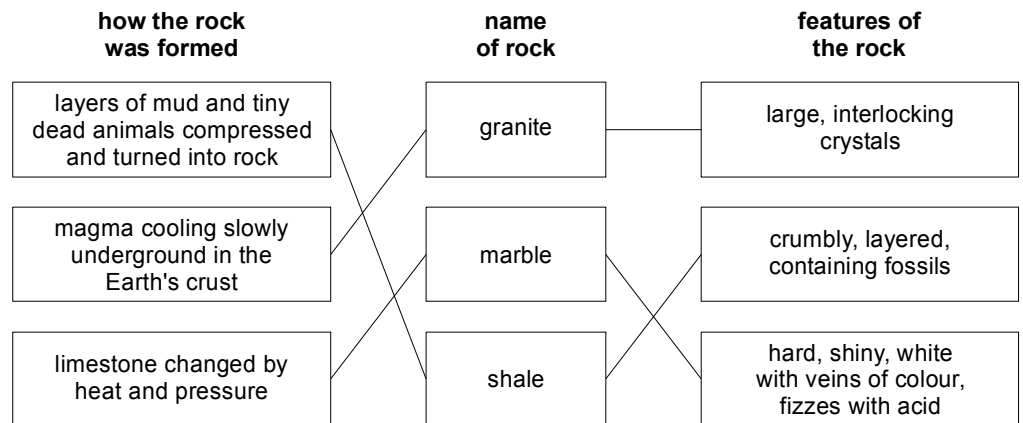 how the rock
was formed
name
of rock
features of
the rock
layers of mud and tiny
dead animals compressed
and turned into rock
granite
large, interlocking
crystals
magma cooling slowly
underground in the
Earth's crust
marble
crumbly, layered,
containing fossils
limestone changed by
heat and pressure
shale
hard, shiny, white
with veins of colour,
fizzes with acid